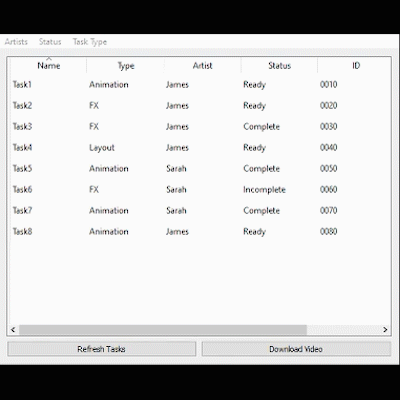 Artists Status Task Type
Name Type Artist Status ID
Task1 Animation James Ready 0010
Task2 FX James Ready 0020
Task3 FX James Complete 0030
Task4 Layout James Ready 0040
Task5 Animation Sarah Complete 0050
Task6 FX Sarah Incomplete 0060
Task7 Animation Sarah Complete 0070
Task8 Animation James Ready 0080
Refresh Tasks Download Video